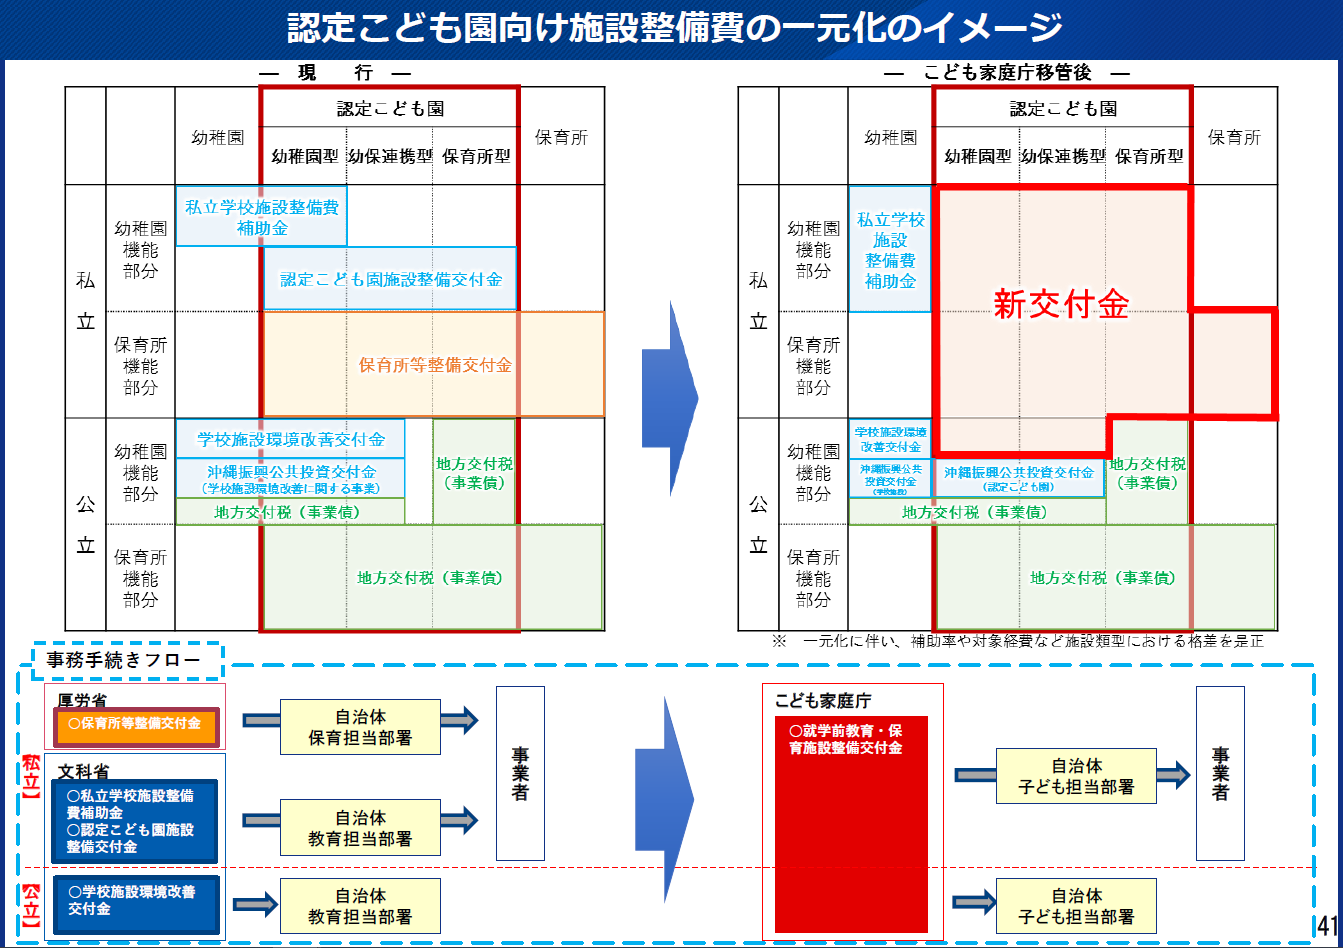 認定こども園向け施設整備費の一元化のイメージ
― 現　行 ―
幼稚園
認定こども園
幼稚園型
幼保連携型
保育所型
保育所
私
立
幼稚園
機能
部分
私立学校施設整備費
補助金
認定こども園施設整備交付金
保育所
機能
部分
保育所等整備交付金
公
立
幼稚園
機能
部分
学校施設環境改善交付金
沖縄振興公共投資交付金
（学校施設環境改善に関する事業）
地方交付税（事業債）
地方交付税
（事業債）
保育所
機能
部分
地方交付税（事業債）
― こども家庭庁移管後 ―
幼稚園
認定こども園
幼稚園型
幼保連携型
保育所型
保育所
私
立
幼稚園
機能
部分
私立学校
施設
整備費
補助金
新交付金
保育所
機能
部分
公
立
幼稚園
機能
部分
学校施設環境
改善交付金
沖縄振興公共
投資交付金
沖縄振興公共投資交付金
（認定こども園）
地方交付税（事業債）
地方交付税
（事業債）
保育所
機能
部分
地方交付税（事業債）
※　一元化に伴い、補助率や対象経費など施設類型における格差を是正
事務手続きフロー
【私立】
厚労省
○保育所等整備交付金
自治体
保育担当部署
文科省
○私立学校施設整備
費補助金
○認定こども園施設
整備交付金
自治体
教育担当部署
事業者
【公立】
○学校施設環境改善
交付金
自治体
教育担当部署
こども家庭庁
○就学前教育・保
育施設整備交付金
自治体
子ども担当部署
事業者
自治体
子ども担当部署
41